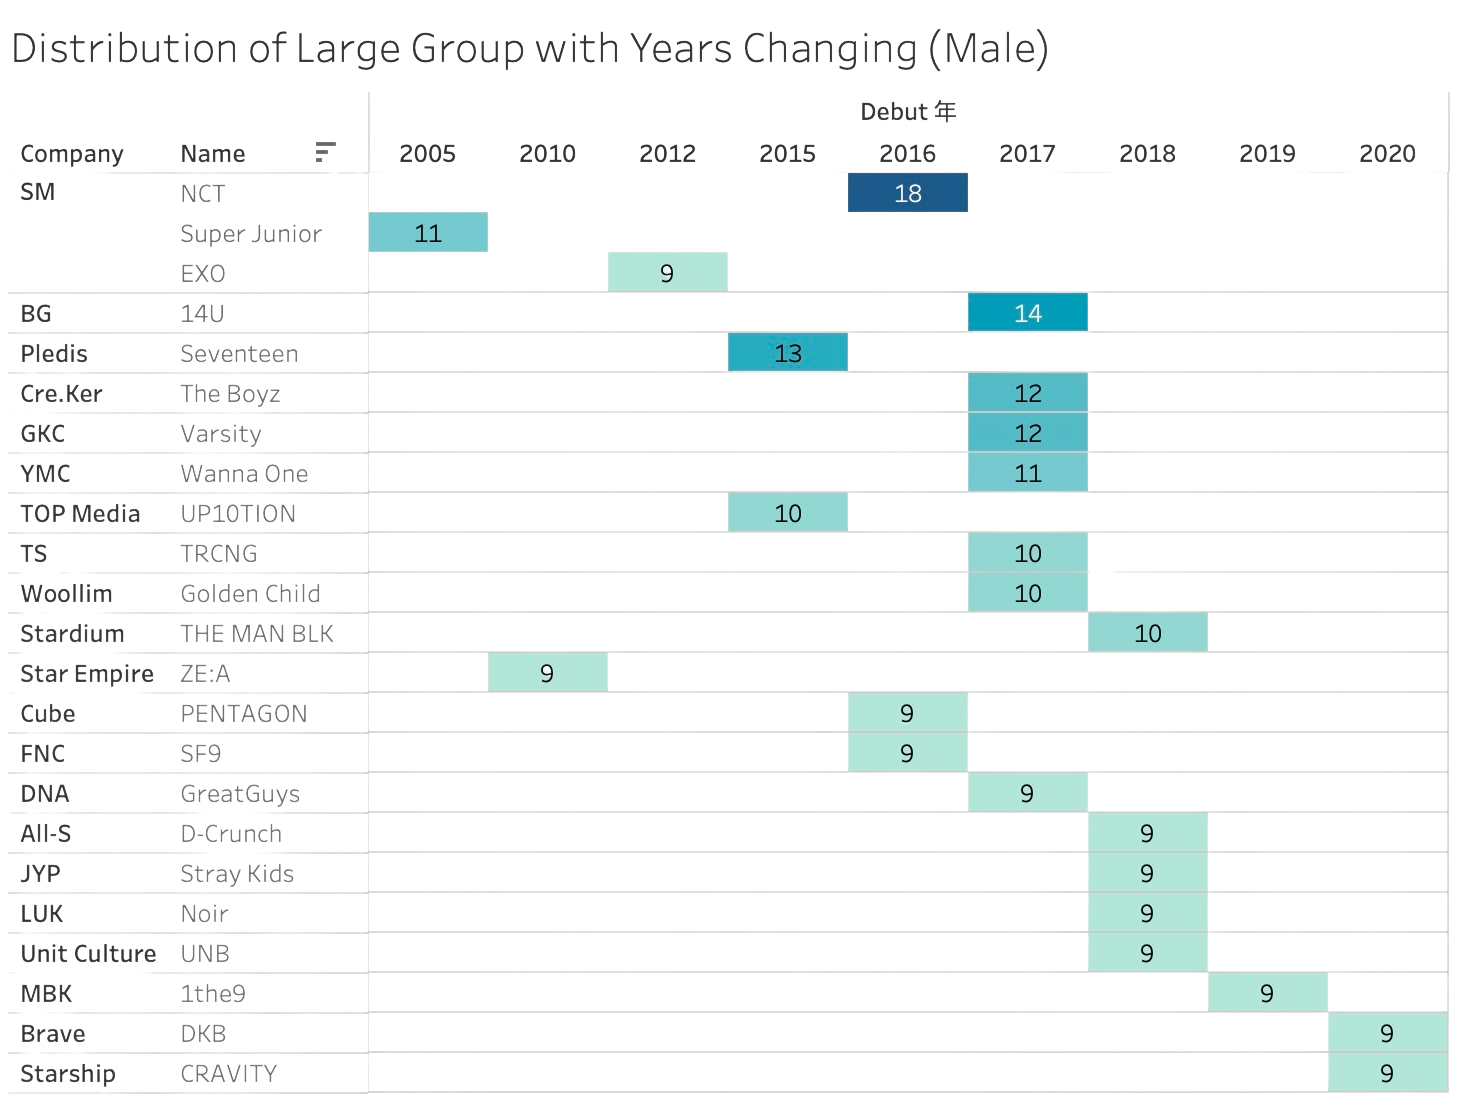 Distribution of Large Group with Years Changing (Male)
Debut 年
Company Name 2005 2010 2012 2015 2016 2017 2018 2019 2020
SM NCT 18
Super Junior 11
EXO 9
BG 14U 14
Pledis Seventeen 13
Cre.Ker The Boyz 12
GKC Varsity 12
YMC Wanna One 11
TOP Media UP10TION 10
TS TRCNG 10
Woollim Golden Child 10
Stardium THE MAN BLK 10
Star Empire ZE:A 9
Cube PENTAGON 9
FNC SF9 9
DNA GreatGuys 9
All-S D-Crunch 9
JYP Stray Kids 9
LUK Noir 9
Unit Culture UNB 9
MBK 1the9 9
Brave DKB 9
Starship CRAVITY 9